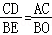 CD/BE = AC/BO